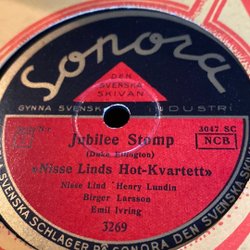 Sonora
DEN
SVENSKA
SKIVAN
GYNNA SVENSK INDUSTRI
3047 SC
NCB
Jubilee Stomp
(Duke Ellington)
»Nisse Linds Hot-Kvartett»
Nisse Lind Henry Lundin
Birger Larsson
Emil Iwring
3269
SVENSKA SCHLAGER PÅ SONORA DEN SVENSKA